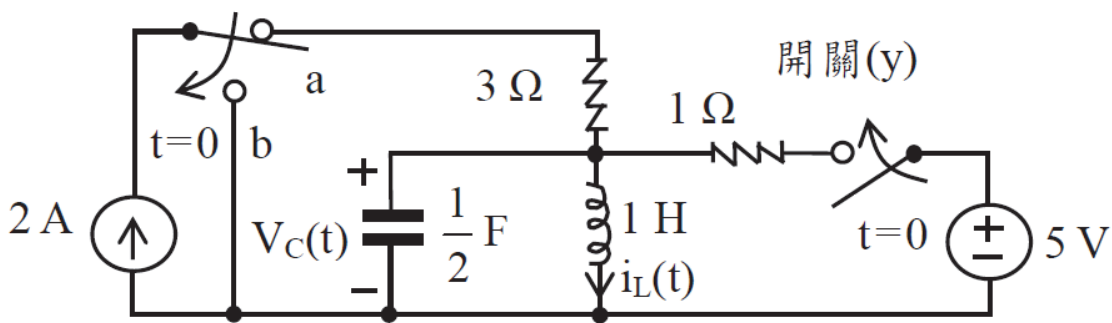 開關(y)
a
3 Ω
1 Ω
t=0
b
+
2 A
V_C(t)
1/2 F
1 H
t=0
+
−
5 V
−
i_L(t)